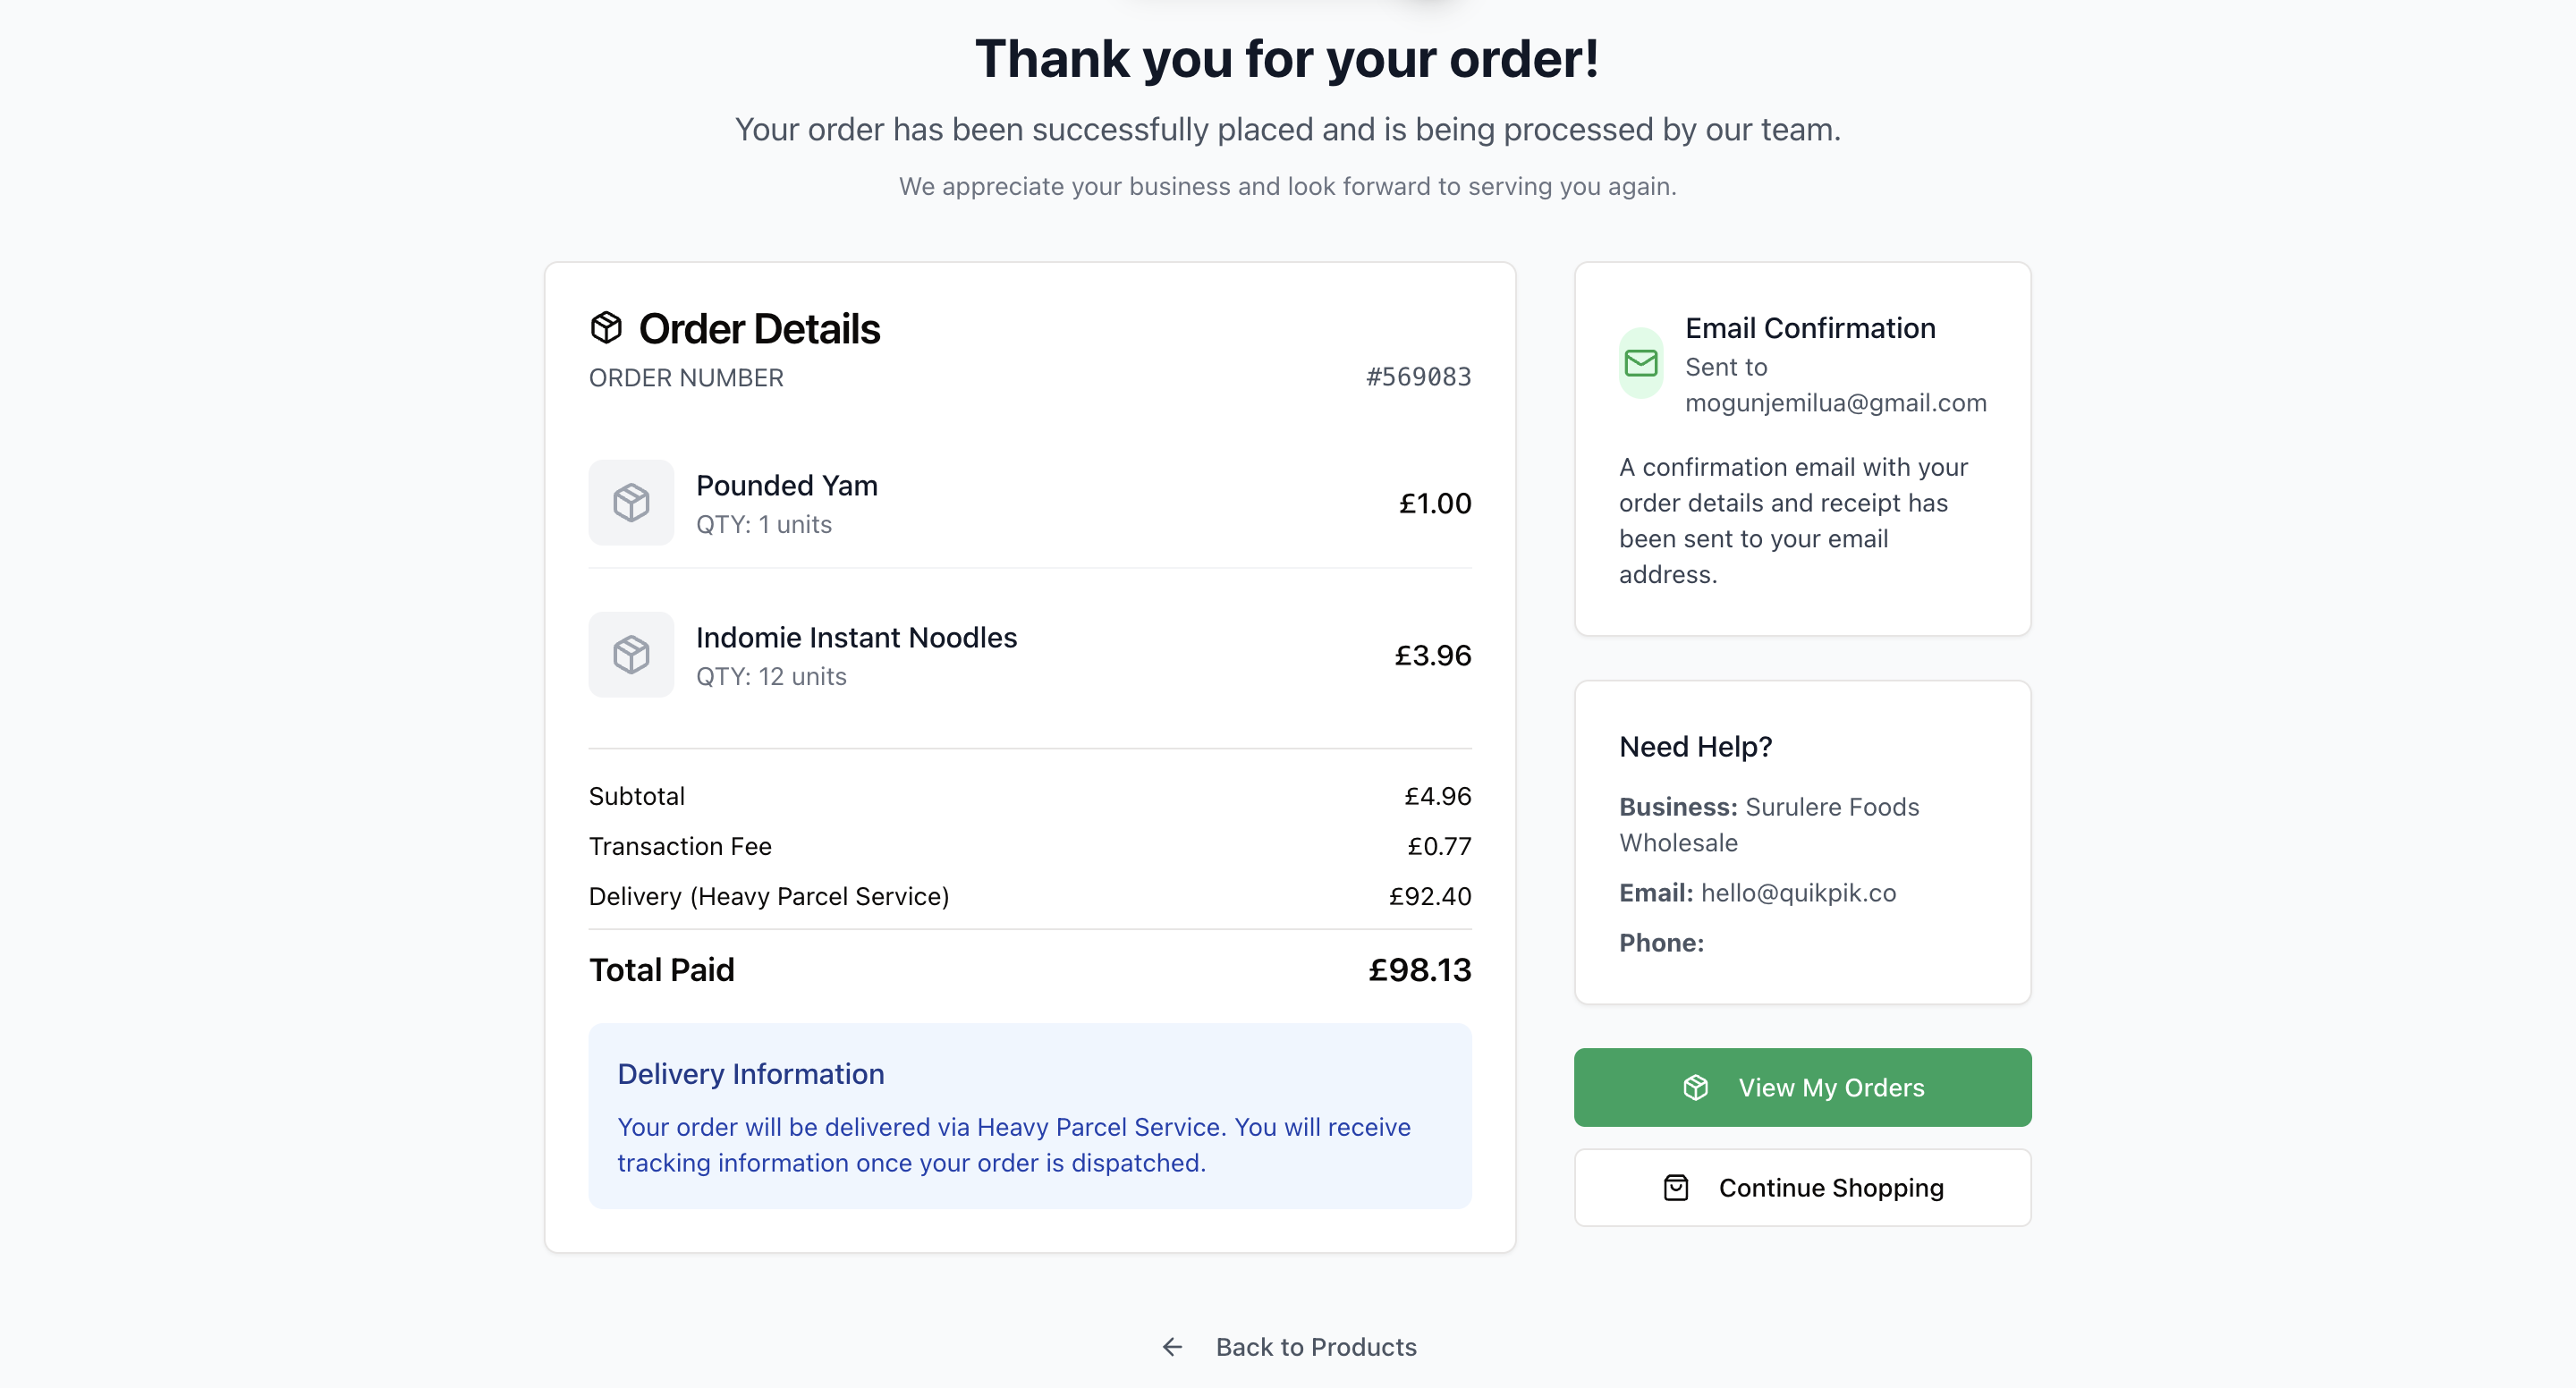 Thank you for your order!
Your order has been successfully placed and is being processed by our team.
We appreciate your business and look forward to serving you again.
Order Details
ORDER NUMBER #569083
Pounded Yam
QTY: 1 units
£1.00
Indomie Instant Noodles
QTY: 12 units
£3.96
Subtotal £4.96
Transaction Fee £0.77
Delivery (Heavy Parcel Service) £92.40
Total Paid £98.13
Delivery Information
Your order will be delivered via Heavy Parcel Service. You will receive
tracking information once your order is dispatched.
Email Confirmation
Sent to
mogunjemilua@gmail.com
A confirmation email with your
order details and receipt has
been sent to your email
address.
Need Help?
Business: Surulere Foods
Wholesale
Email: hello@quikpik.co
Phone:
View My Orders
Continue Shopping
Back to Products